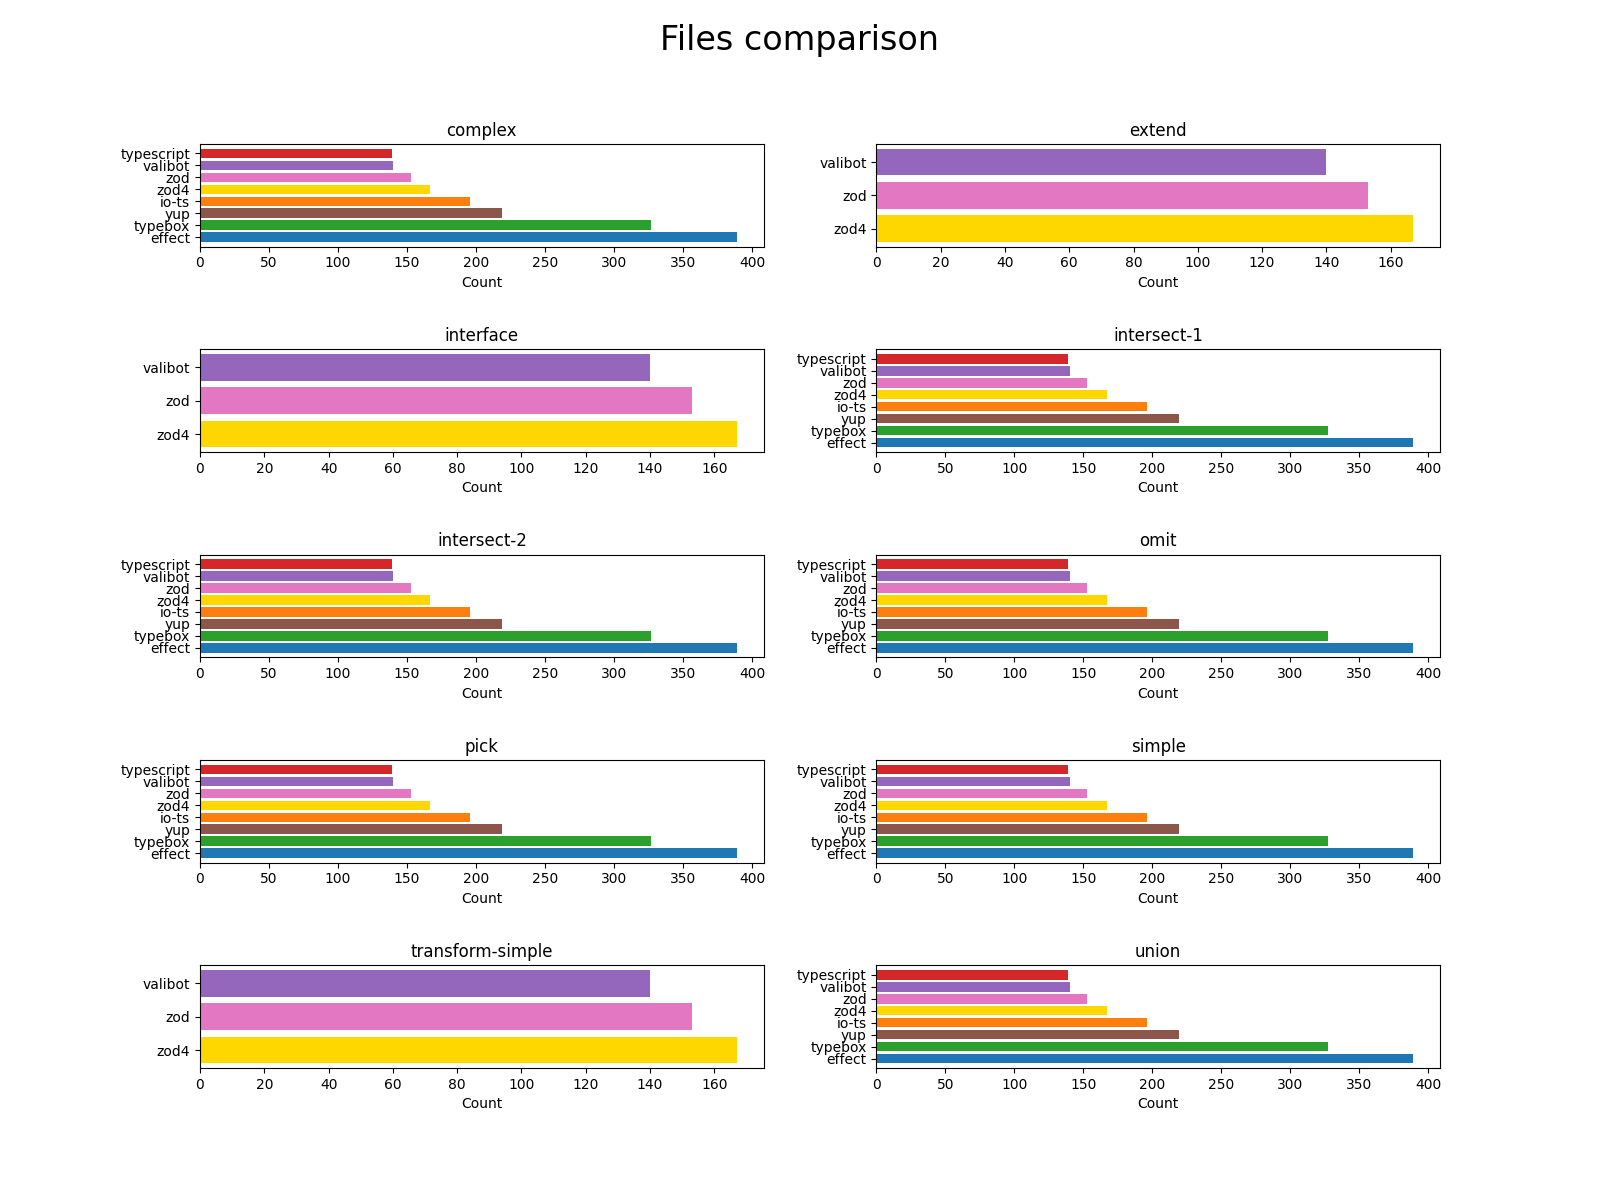 Files comparison
complex
typescript
valibot
zod
zod4
io-ts
yup
typebox
effect
0 50 100 150 200 250 300 350 400
Count
extend
valibot
zod
zod4
0 20 40 60 80 100 120 140 160
Count
interface
valibot
zod
zod4
0 20 40 60 80 100 120 140 160
Count
intersect-1
typescript
valibot
zod
zod4
io-ts
yup
typebox
effect
0 50 100 150 200 250 300 350 400
Count
intersect-2
typescript
valibot
zod
zod4
io-ts
yup
typebox
effect
0 50 100 150 200 250 300 350 400
Count
omit
typescript
valibot
zod
zod4
io-ts
yup
typebox
effect
0 50 100 150 200 250 300 350 400
Count
pick
typescript
valibot
zod
zod4
io-ts
yup
typebox
effect
0 50 100 150 200 250 300 350 400
Count
simple
typescript
valibot
zod
zod4
io-ts
yup
typebox
effect
0 50 100 150 200 250 300 350 400
Count
transform-simple
valibot
zod
zod4
0 20 40 60 80 100 120 140 160
Count
union
typescript
valibot
zod
zod4
io-ts
yup
typebox
effect
0 50 100 150 200 250 300 350 400
Count